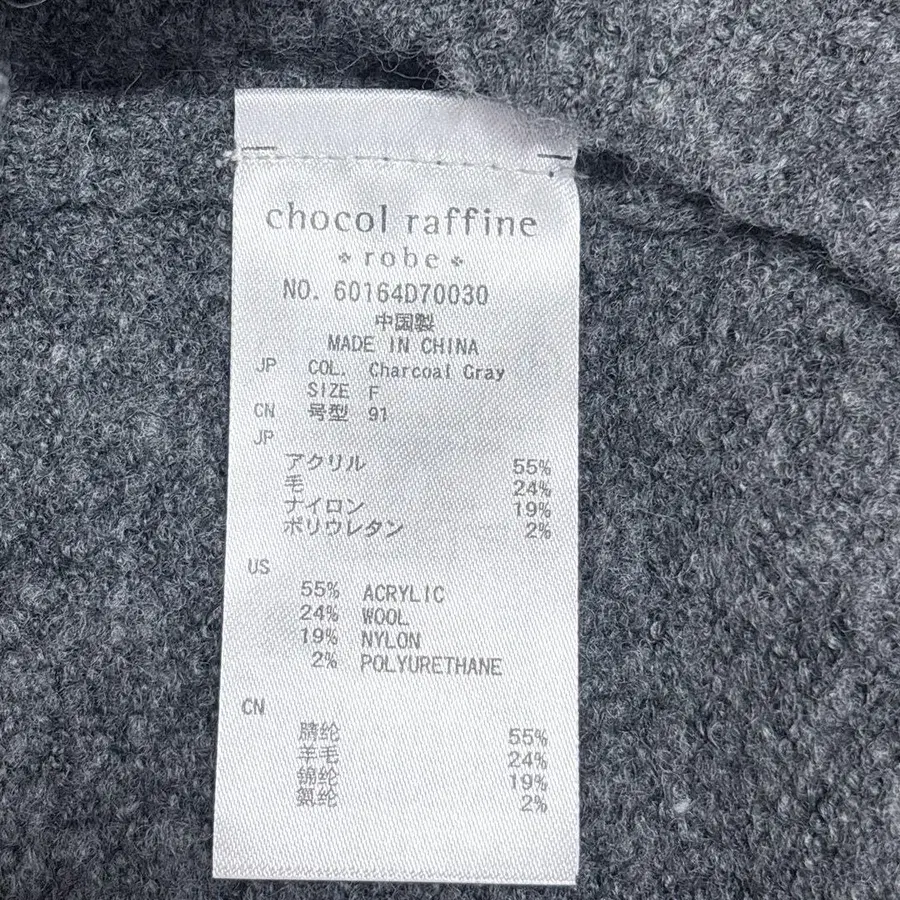 chocol raffine
robe
NO. 60164D70030
中国製
MADE IN CHINA
JP COL. Charcoal Gray
SIZE F
CN 号型 91
JP
アクリル 55%
毛 24%
ナイロン 19%
ポリウレタン 2%
US
55% ACRYLIC
24% WOOL
19% NYLON
2% POLYURETHANE
CN
腈纶 55%
羊毛 24%
锦纶 19%
氨纶 2%